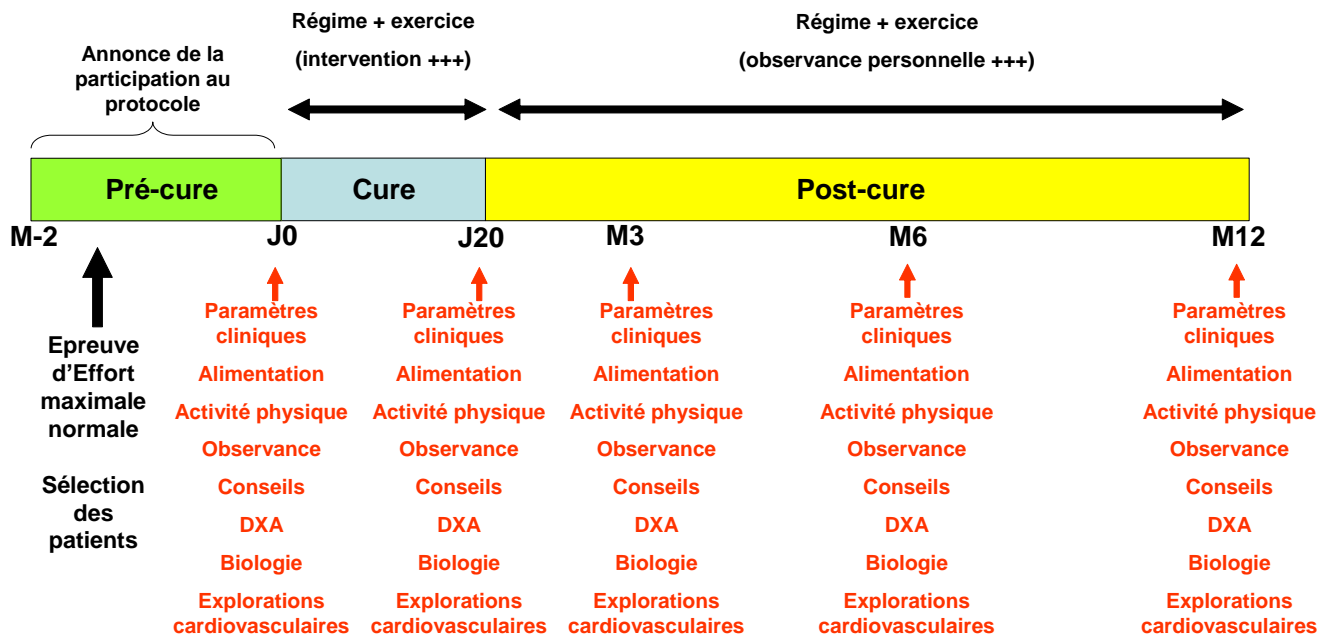 Régime + exercice
(intervention +++)
Régime + exercice
(observance personnelle +++)
Annonce de la
participation au
protocole
Pré-cure
Cure
Post-cure
M-2
J0
J20
M3
M6
M12
Epreuve
d'Effort
maximale
normale
Sélection
des
patients
Paramètres
cliniques
Alimentation
Activité physique
Observance
Conseils
DXA
Biologie
Explorations
cardiovasculaires
Paramètres
cliniques
Alimentation
Activité physique
Observance
Conseils
DXA
Biologie
Explorations
cardiovasculaires
Paramètres
cliniques
Alimentation
Activité physique
Observance
Conseils
DXA
Biologie
Explorations
cardiovasculaires
Paramètres
cliniques
Alimentation
Activité physique
Observance
Conseils
DXA
Biologie
Explorations
cardiovasculaires
Paramètres
cliniques
Alimentation
Activité physique
Observance
Conseils
DXA
Biologie
Explorations
cardiovasculaires